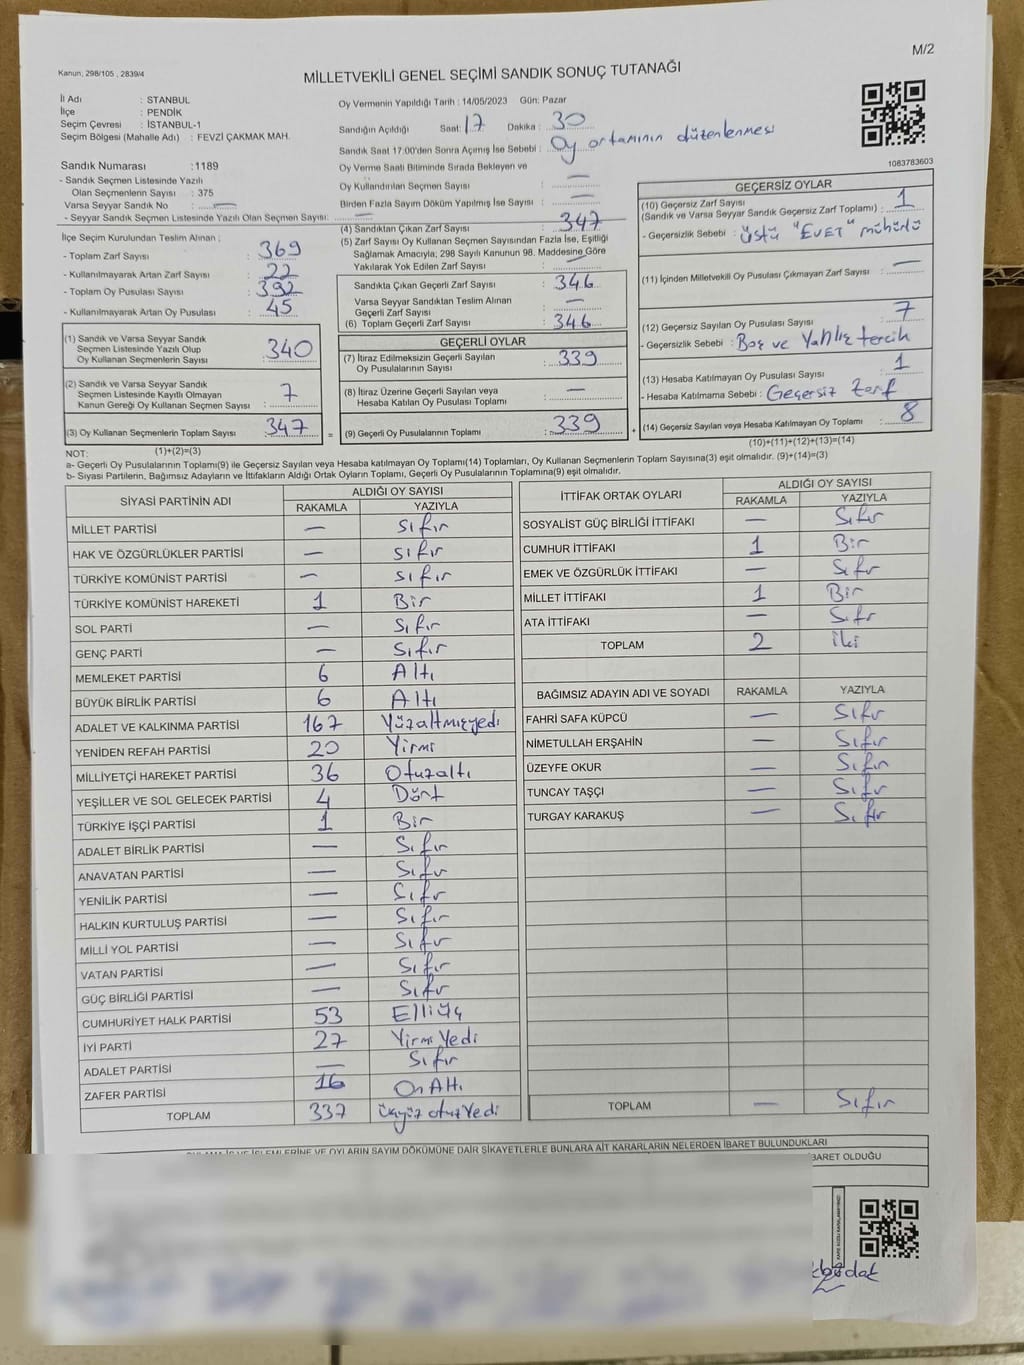 M/2
Kanun, 298/105 , 2839/4
MİLLETVEKİLİ GENEL SEÇİMİ SANDIK SONUÇ TUTANAĞI
İl Adı : STANBUL
İlçe : PENDİK
Seçim Çevresi : İSTANBUL-1
Seçim Bölgesi (Mahalle Adı) : FEVZİ ÇAKMAK MAH.
Sandık Numarası : 1189
- Sandık Seçmen Listesinde Yazılı
Olan Seçmenlerin Sayısı : 375
Varsa Seyyar Sandık No : —
- Seyyar Sandık Seçmen Listesinde Yazılı Olan Seçmen Sayısı: —
Oy Vermenin Yapıldığı Tarih : 14/05/2023 Gün: Pazar
Sandığın Açıldığı Saat: 17 Dakika : 30
Sandık Saat 17:00'den Sonra Açımış İse Sebebi : Oy ortamının düzenlenmesi
Oy Verme Saati Bitiminde Sırada Bekleyen ve
Oy Kullandırılan Seçmen Sayısı : —
Birden Fazla Sayım Döküm Yapılmış İse Sayısı : —
1083783603
İlçe Seçim Kurulundan Teslim Alınan ;
- Toplam Zarf Sayısı : 369
- Kullanılmayarak Artan Zarf Sayısı : 22
- Toplam Oy Pusulası Sayısı : 392
- Kullanılmayarak Artan Oy Pusulası : 45
(1) Sandık ve Varsa Seyyar Sandık
Seçmen Listesinde Yazılı Olup
Oy Kullanan Seçmenlerin Sayısı : 340
(2) Sandık ve Varsa Seyyar Sandık
Seçmen Listesinde Kayıtlı Olmayan
Kanun Gereği Oy Kullanan Seçmen Sayısı : 7
(3) Oy Kullanan Seçmenlerin Toplam Sayısı : 347
(4) Sandıktan Çıkan Zarf Sayısı : 347
(5) Zarf Sayısı Oy Kullanan Seçmen Sayısından Fazla İse, Eşitliği
Sağlamak Amacıyla; 298 Sayılı Kanunun 98. Maddesine Göre
Yakılarak Yok Edilen Zarf Sayısı : —
Sandıkta Çıkan Geçerli Zarf Sayısı : 346
Varsa Seyyar Sandıktan Teslim Alınan
Geçerli Zarf Sayısı : —
(6) Toplam Geçerli Zarf Sayısı : 346
GEÇERLİ OYLAR
(7) İtiraz Edilmeksizin Geçerli Sayılan
Oy Pusulalarının Sayısı : 339
(8) İtiraz Üzerine Geçerli Sayılan veya
Hesaba Katılan Oy Pusulası Toplamı : —
= (9) Geçerli Oy Pusulalarının Toplamı : 339 +
GEÇERSİZ OYLAR
(10) Geçersiz Zarf Sayısı
(Sandık ve Varsa Seyyar Sandık Geçersiz Zarf Toplamı) : 1
- Geçersizlik Sebebi : Üstü "EVET" mühürlü
(11) İçinden Milletvekili Oy Pusulası Çıkmayan Zarf Sayısı : —
(12) Geçersiz Sayılan Oy Pusulası Sayısı : 7
- Geçersizlik Sebebi : Boş ve Yanlış tercih
(13) Hesaba Katılmayan Oy Pusulası Sayısı : 1
- Hesaba Katılmama Sebebi : Geçersiz Zarf
(14) Geçersiz Sayılan veya Hesaba Katılmayan Oy Toplamı : 8
NOT: (1)+(2)=(3) (10)+(11)+(12)+(13)=(14)
a- Geçerli Oy Pusulalarının Toplamı(9) ile Geçersiz Sayılan veya Hesaba katılmayan Oy Toplamı(14) Toplamları, Oy Kullanan Seçmenlerin Toplam Sayısına(3) eşit olmalıdır. (9)+(14)=(3)
b- Siyasi Partilerin, Bağımsız Adayların ve İttifakların Aldığı Ortak Oyların Toplamı, Geçerli Oy Pusulalarının Toplamına(9) eşit olmalıdır.
SİYASİ PARTİNİN ADI ALDIĞI OY SAYISI
RAKAMLA YAZIYLA
MİLLET PARTİSİ — sıfır
HAK VE ÖZGÜRLÜKLER PARTİSİ — sıfır
TÜRKİYE KOMÜNİST PARTİSİ — sıfır
TÜRKİYE KOMÜNİST HAREKETİ 1 Bir
SOL PARTİ — Sıfır
GENÇ PARTİ — Sıfır
MEMLEKET PARTİSİ 6 Altı
BÜYÜK BİRLİK PARTİSİ 6 Altı
ADALET VE KALKINMA PARTİSİ 167 Yüzaltmışyedi
YENİDEN REFAH PARTİSİ 20 Yirmi
MİLLİYETÇİ HAREKET PARTİSİ 36 Otuzaltı
YEŞİLLER VE SOL GELECEK PARTİSİ 4 Dört
TÜRKİYE İŞÇİ PARTİSİ 1 Bir
ADALET BİRLİK PARTİSİ — Sıfır
ANAVATAN PARTİSİ — Sıfır
YENİLİK PARTİSİ — Sıfır
HALKIN KURTULUŞ PARTİSİ — Sıfır
MİLLİ YOL PARTİSİ — Sıfır
VATAN PARTİSİ — Sıfır
GÜÇ BİRLİĞİ PARTİSİ — Sıfır
CUMHURİYET HALK PARTİSİ 53 Elliüç
İYİ PARTİ 27 Yirmi Yedi
ADALET PARTİSİ — Sıfır
ZAFER PARTİSİ 16 On Altı
TOPLAM 337 Üçyüz otuz Yedi
İTTİFAK ORTAK OYLARI ALDIĞI OY SAYISI
RAKAMLA YAZIYLA
SOSYALİST GÜÇ BİRLİĞİ İTTİFAKI — Sıfır
CUMHUR İTTİFAKI 1 Bir
EMEK VE ÖZGÜRLÜK İTTİFAKI — Sıfır
MİLLET İTTİFAKI 1 Bir
ATA İTTİFAKI — Sıfır
TOPLAM 2 iki
BAĞIMSIZ ADAYIN ADI VE SOYADI RAKAMLA YAZIYLA
FAHRİ SAFA KÜPCÜ — Sıfır
NİMETULLAH ERŞAHİN — Sıfır
ÜZEYFE OKUR — Sıfır
TUNCAY TAŞÇI — Sıfır
TURGAY KARAKUŞ — Sıfır
TOPLAM — Sıfır
İŞLEMLERİNE VE OYLARIN SAYIM DÖKÜMÜNE DAİR ŞİKAYETLERLE BUNLARA AİT KARARLARIN NELERDEN İBARET BULUNDUKLARI
BARET OLDUĞU